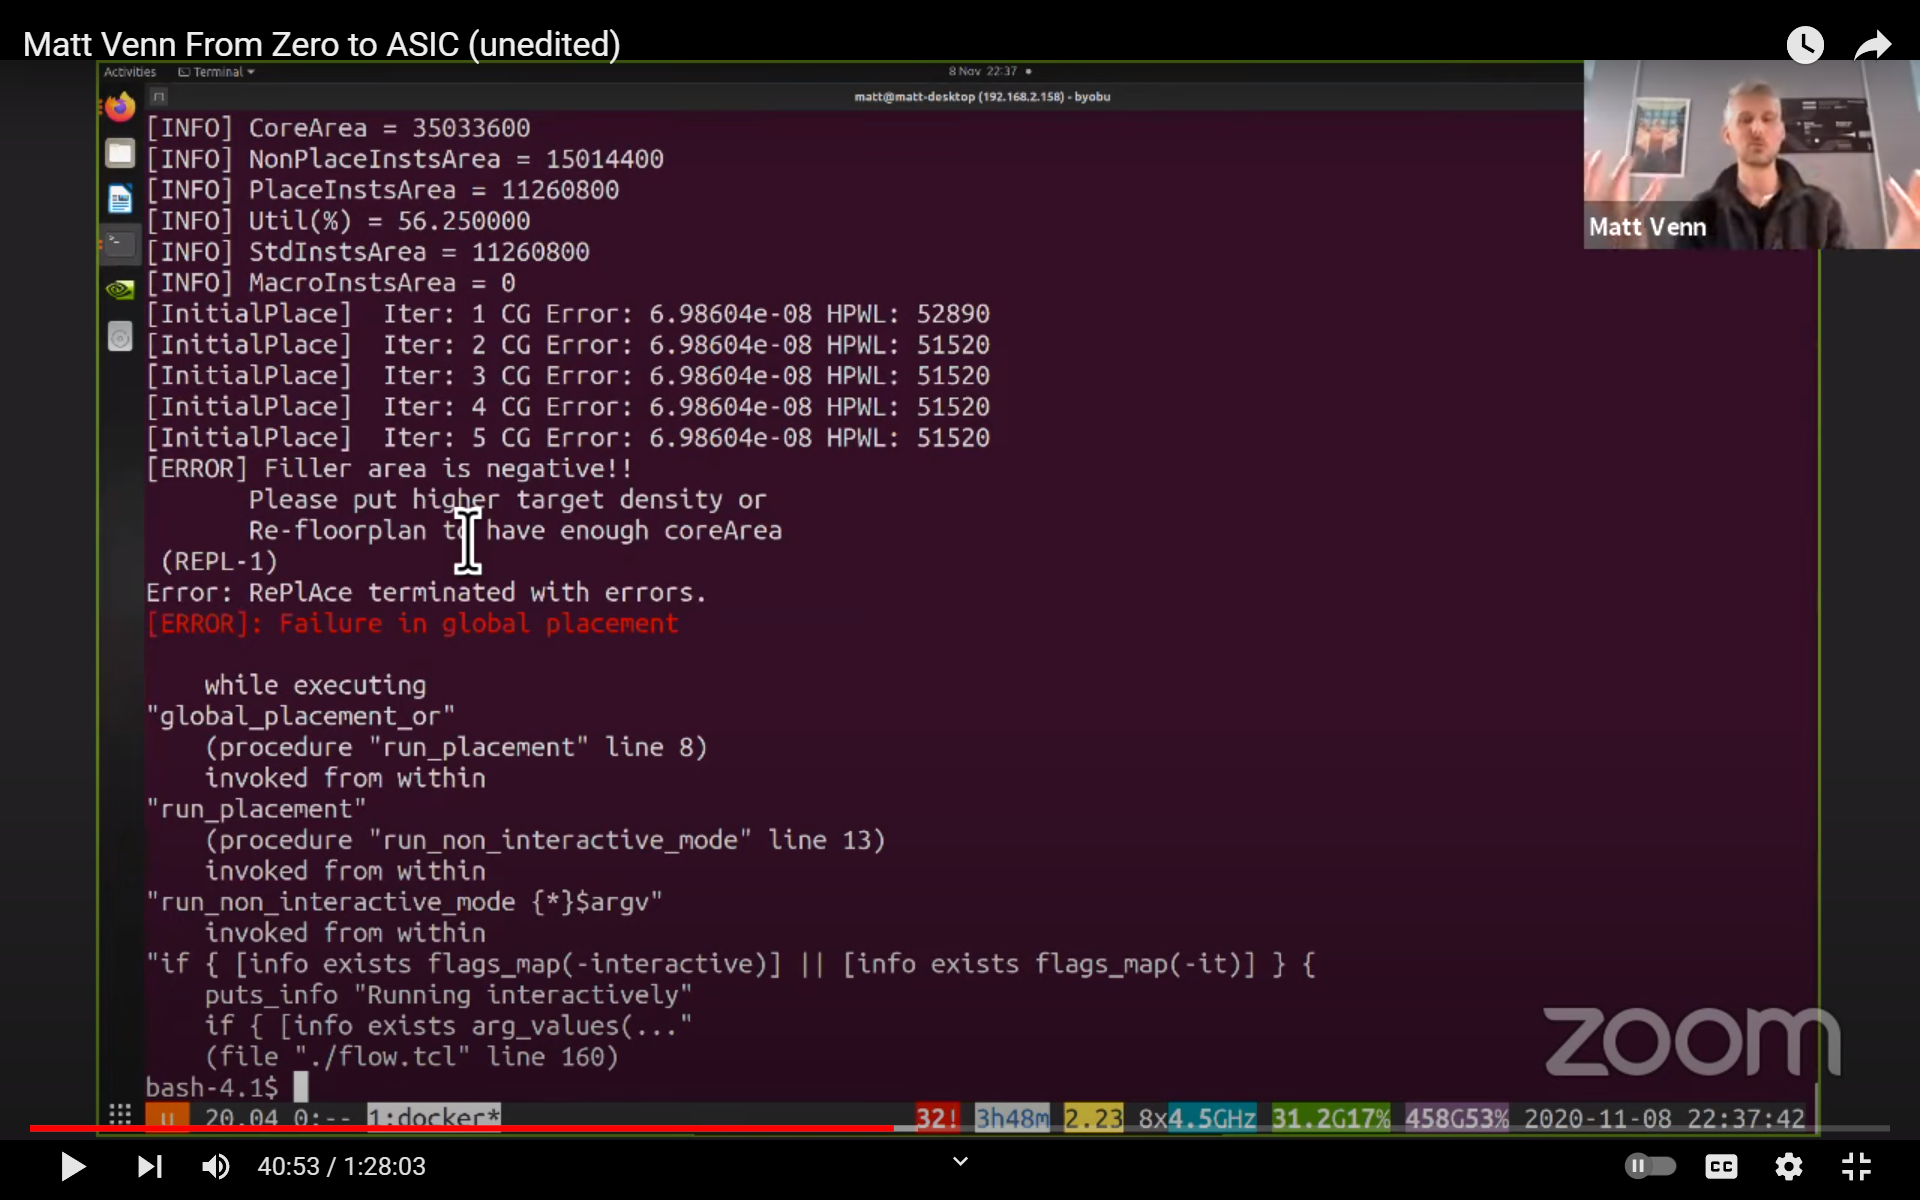 Matt Venn From Zero to ASIC (unedited)
Activities Terminal 8 Nov 22:37
matt@matt-desktop (192.168.2.158) - byobu
[INFO] CoreArea = 35033600
[INFO] NonPlaceInstsArea = 15014400
[INFO] PlaceInstsArea = 11260800
[INFO] Util(%) = 56.250000
[INFO] StdInstsArea = 11260800
[INFO] MacroInstsArea = 0
[InitialPlace]  Iter: 1 CG Error: 6.98604e-08 HPWL: 52890
[InitialPlace]  Iter: 2 CG Error: 6.98604e-08 HPWL: 51520
[InitialPlace]  Iter: 3 CG Error: 6.98604e-08 HPWL: 51520
[InitialPlace]  Iter: 4 CG Error: 6.98604e-08 HPWL: 51520
[InitialPlace]  Iter: 5 CG Error: 6.98604e-08 HPWL: 51520
[ERROR] Filler area is negative!!
Please put higher target density or
Re-floorplan to have enough coreArea
(REPL-1)
Error: RePlAce terminated with errors.
[ERROR]: Failure in global placement
while executing
"global_placement_or"
(procedure "run_placement" line 8)
invoked from within
"run_placement"
(procedure "run_non_interactive_mode" line 13)
invoked from within
"run_non_interactive_mode {*}$argv"
invoked from within
"if { [info exists flags_map(-interactive)] || [info exists flags_map(-it)] } {
puts_info "Running interactively"
if { [info exists arg_values(..."
(file "./flow.tcl" line 160)
bash-4.1$
u 20.04 0:-- 1:docker* 32! 3h48m 2.23 8x4.5GHz 31.2G17% 458G53% 2020-11-08 22:37:42
Matt Venn
zoom
40:53 / 1:28:03
CC